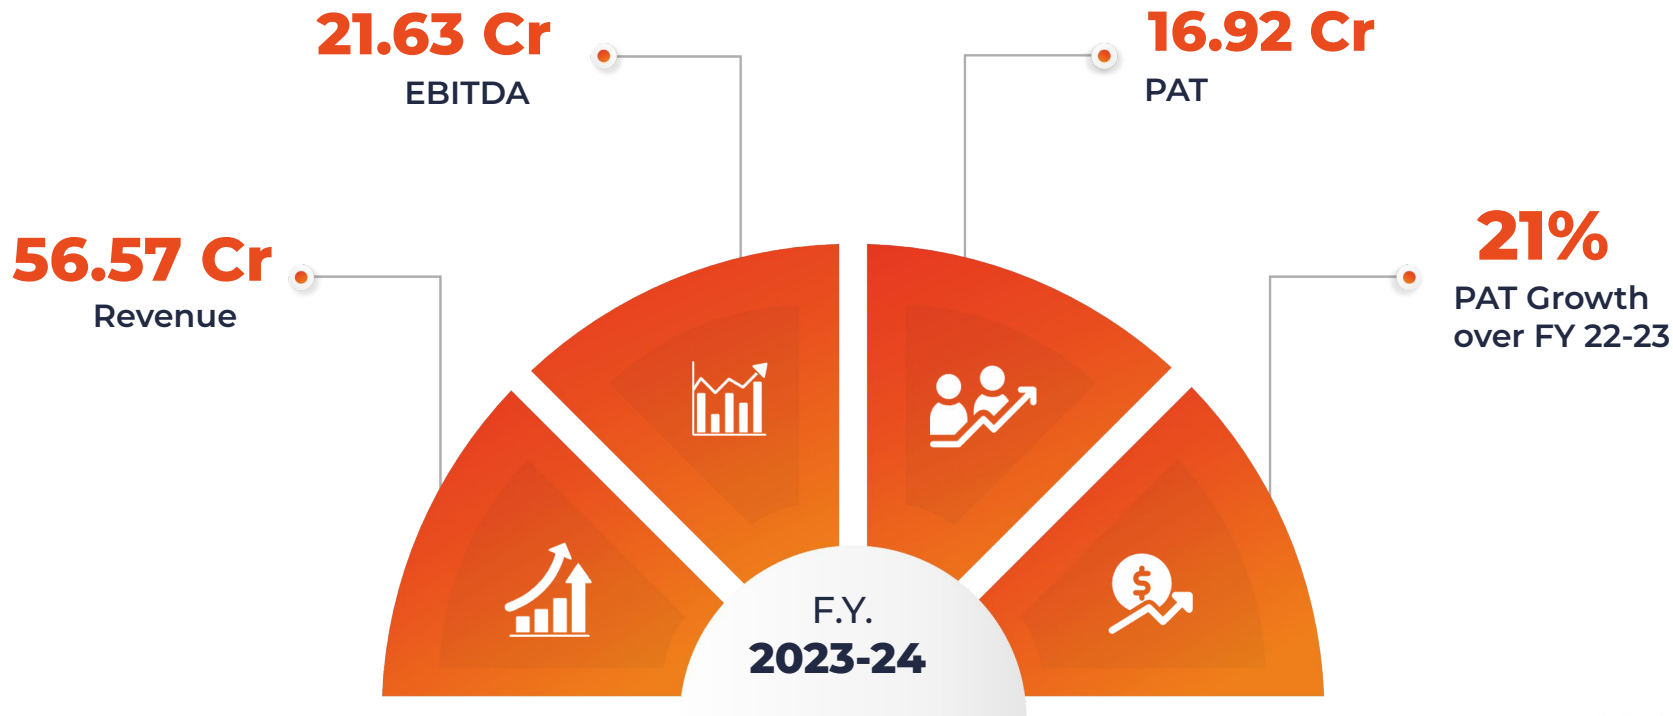 21.63 Cr
EBITDA
16.92 Cr
PAT
56.57 Cr
Revenue
21%
PAT Growth
over FY 22-23
$
F.Y.
2023-24